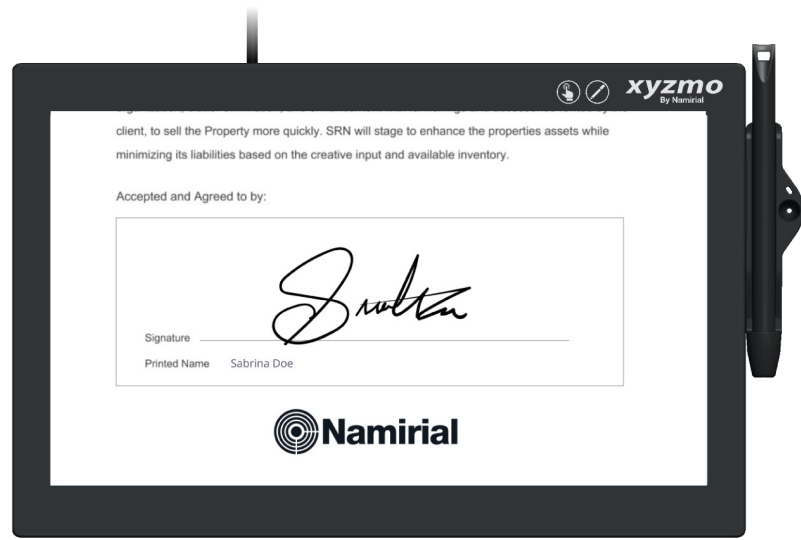 xyzmo
By Namirial
client, to sell the Property more quickly. SRN will stage to enhance the properties assets while
minimizing its liabilities based on the creative input and available inventory.
Accepted and Agreed to by:
Signature
Printed Name Sabrina Doe
Namirial